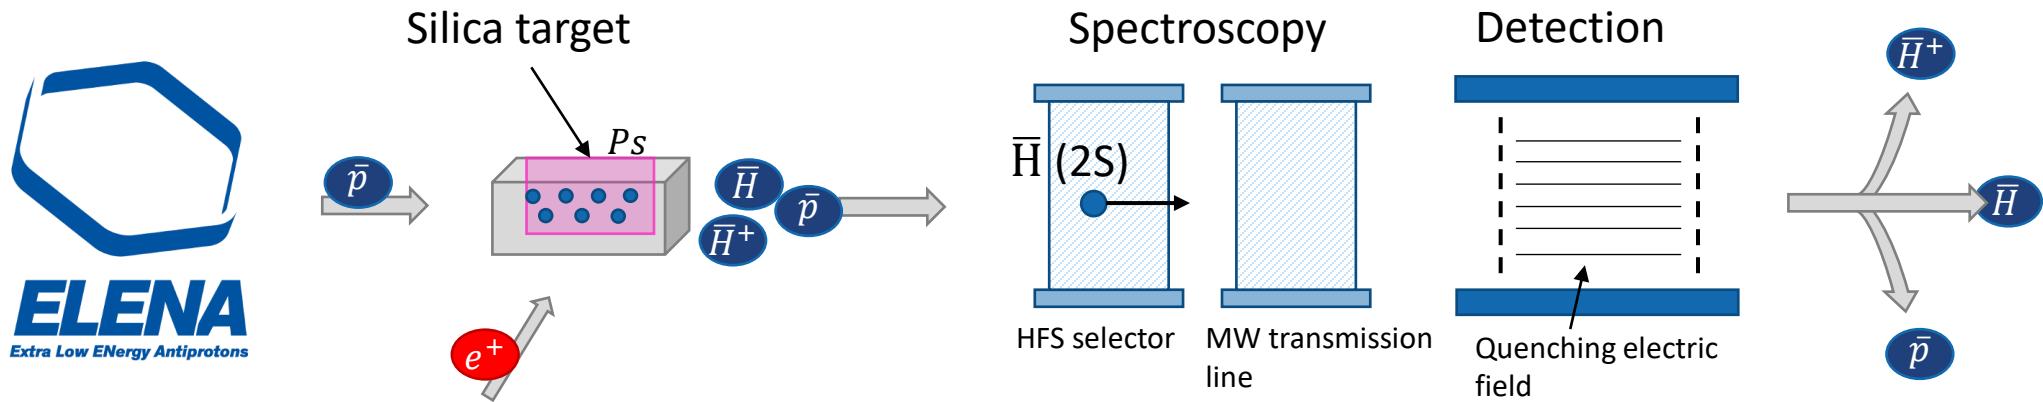 Silica target
Spectroscopy
Detection
H̅⁺
Ps
p̅
H̅
p̅
H̅⁺
H̅ (2S)
H̅
ELENA
Extra Low ENergy Antiprotons
e⁺
HFS selector
MW transmission
line
Quenching electric
field
p̅